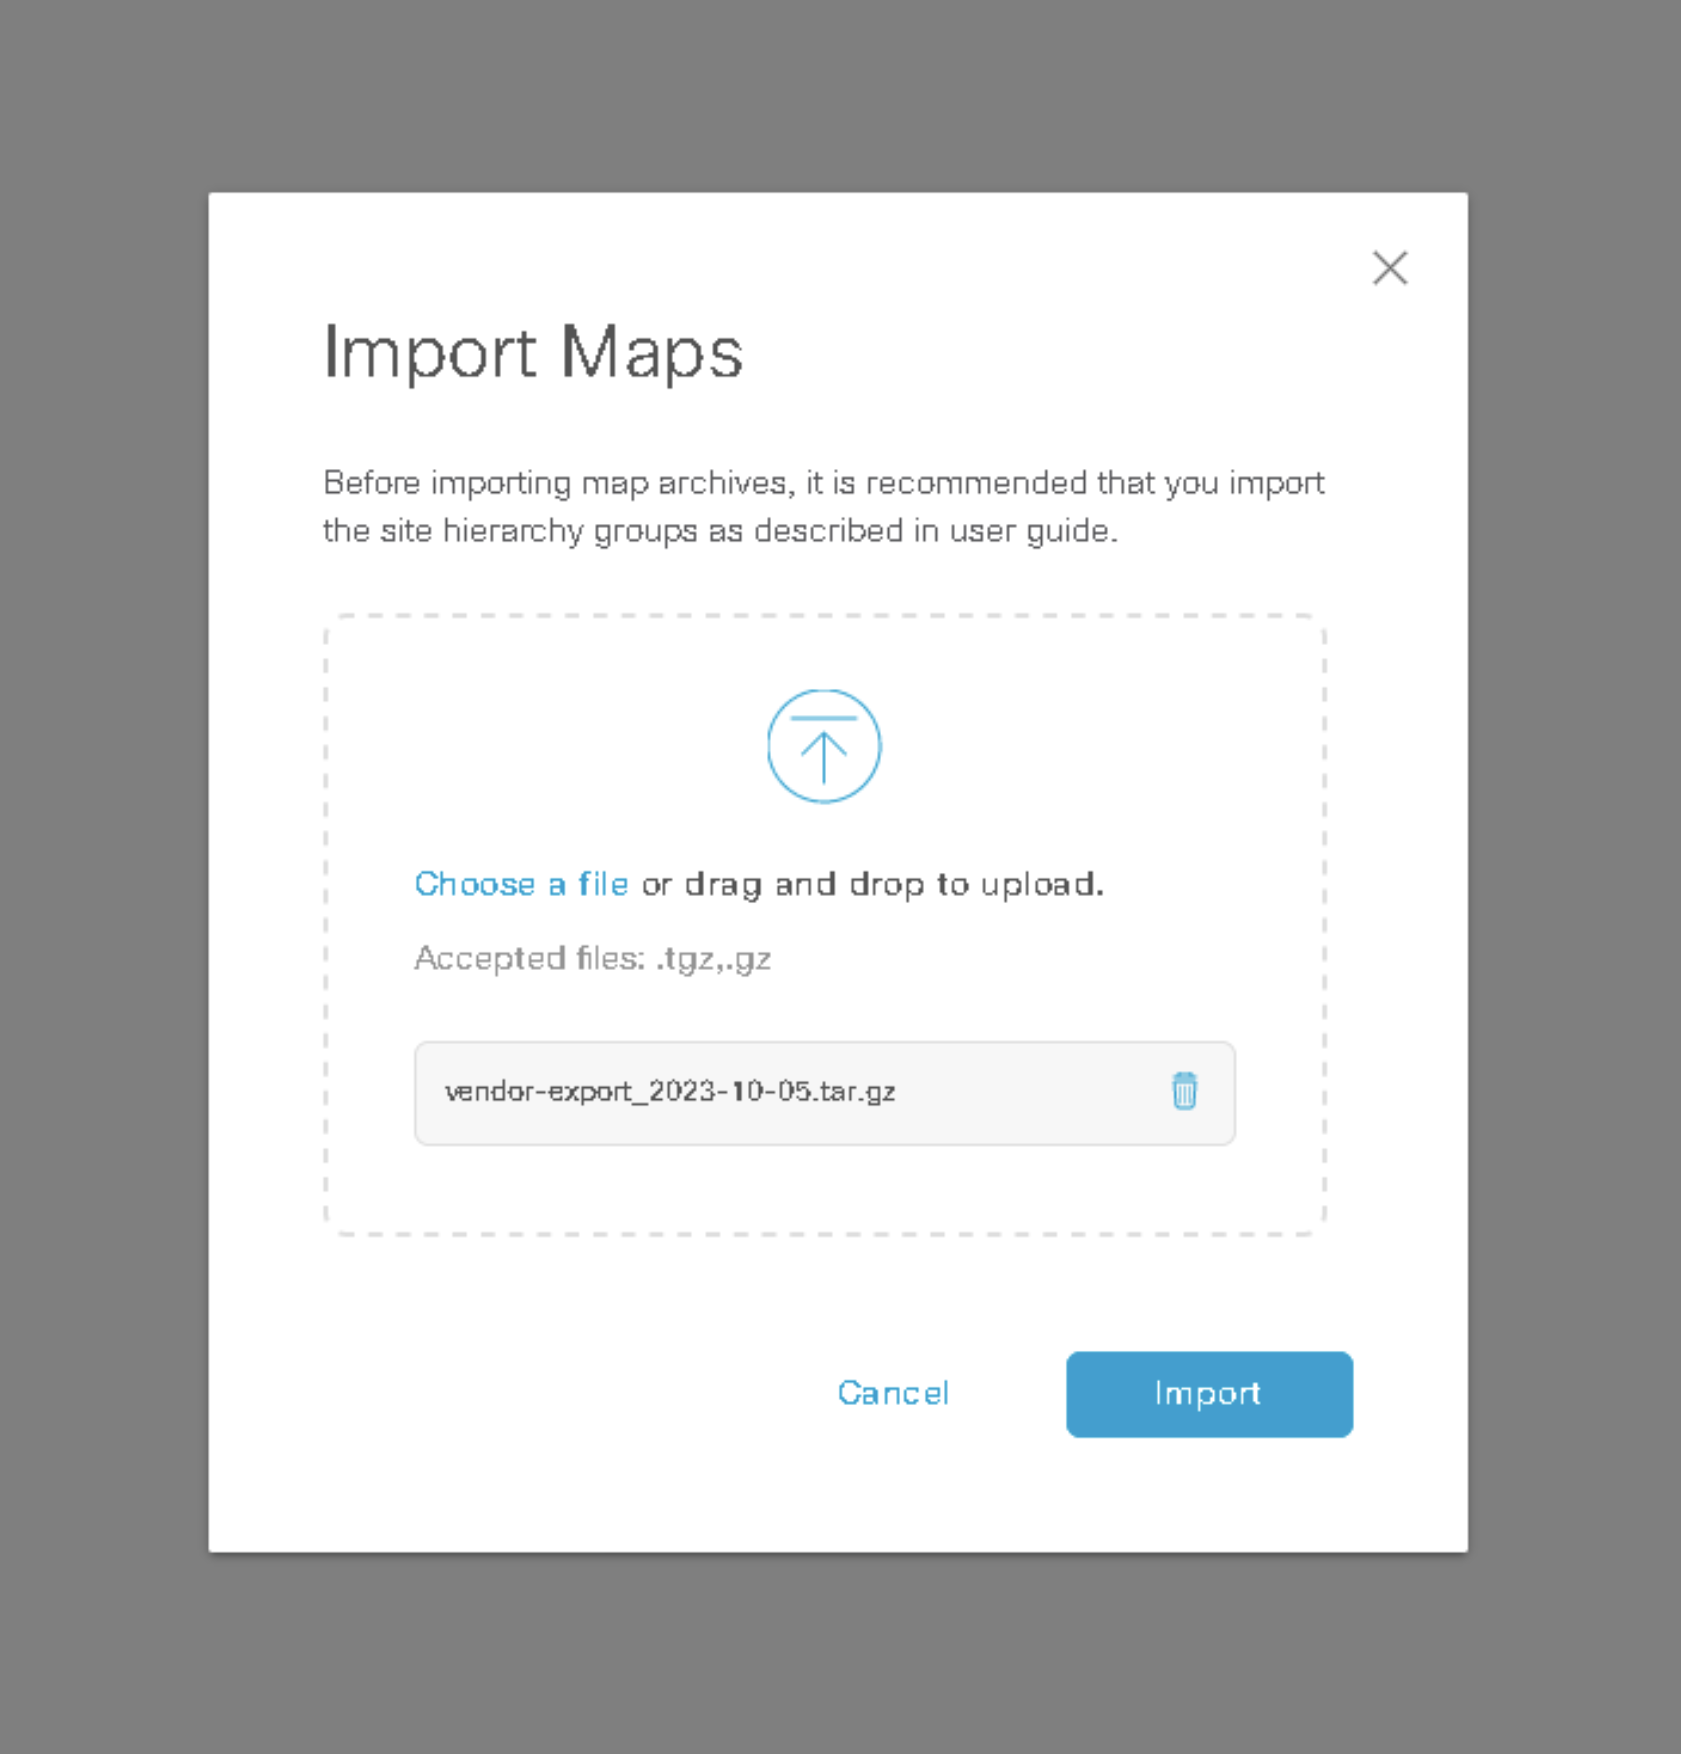 Import Maps
Before importing map archives, it is recommended that you import
the site hierarchy groups as described in user guide.
Choose a file or drag and drop to upload.
Accepted files: .tgz,.gz
vendor-export_2023-10-05.tar.gz
Cancel
Import